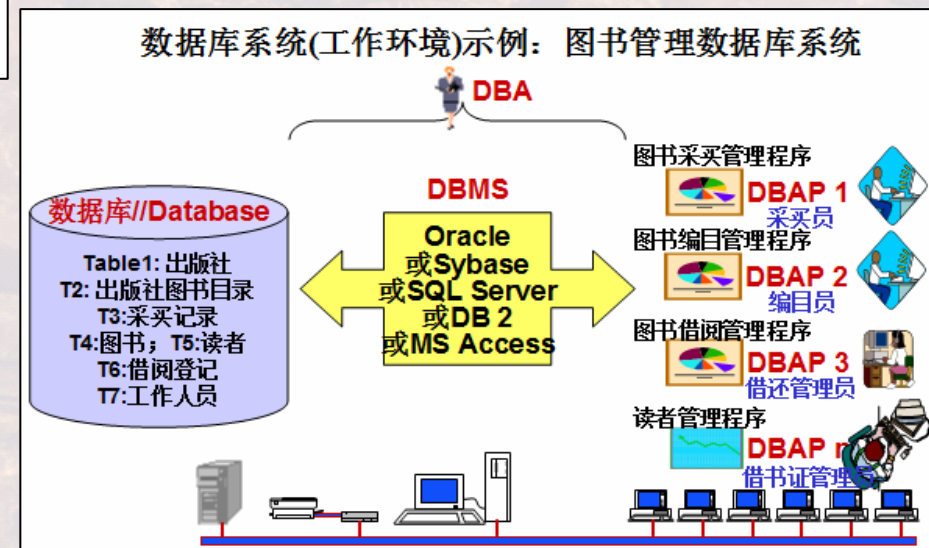 数据库系统(工作环境)示例：图书管理数据库系统
DBA
数据库//Database
Table1: 出版社
T2: 出版社图书目录
T3:采买记录
T4:图书；T5:读者
T6:借阅登记
T7:工作人员
DBMS
Oracle
或Sybase
或SQL Server
或DB 2
或MS Access
图书采买管理程序
DBAP 1
采买员
图书编目管理程序
DBAP 2
编目员
图书借阅管理程序
DBAP 3
借还管理员
读者管理程序
DBAP n
借书证管理员